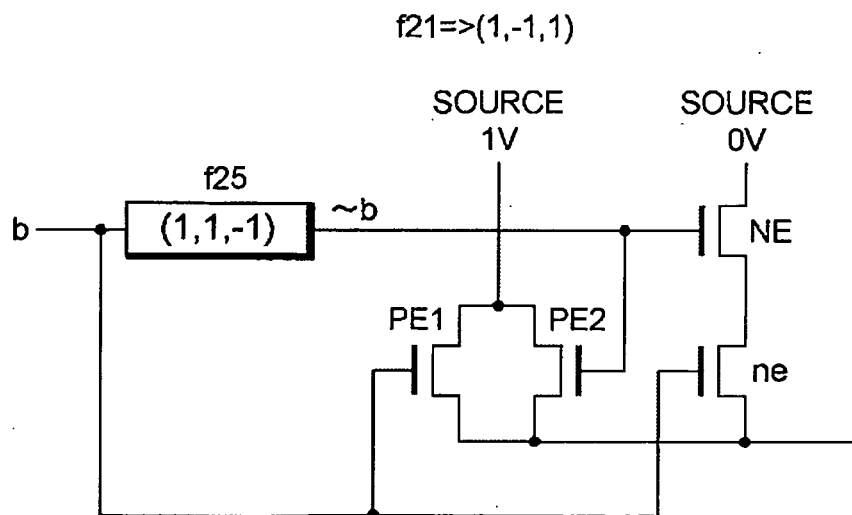 f21=>(1,-1,1)
SOURCE
1V
SOURCE
0V
f25
b
(1,1,-1)
~b
NE
PE1
PE2
ne